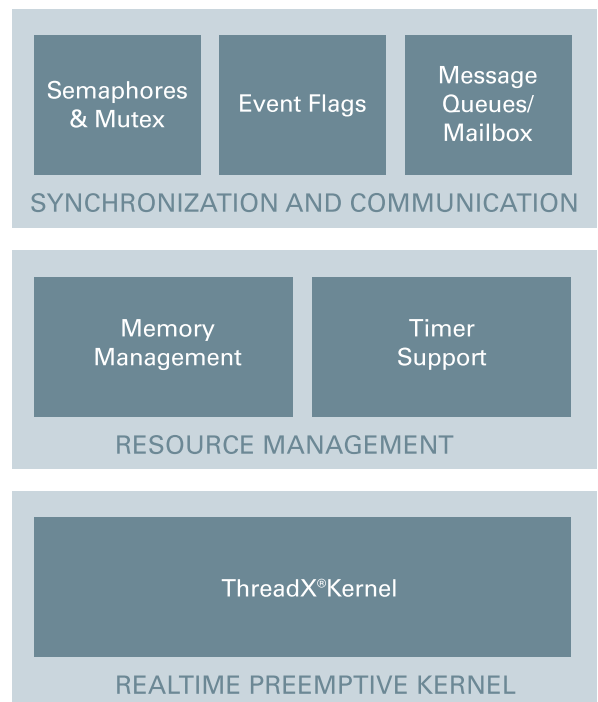 Semaphores
& Mutex
Event Flags
Message
Queues/
Mailbox
SYNCHRONIZATION AND COMMUNICATION
Memory
Management
Timer
Support
RESOURCE MANAGEMENT
ThreadX®Kernel
REALTIME PREEMPTIVE KERNEL